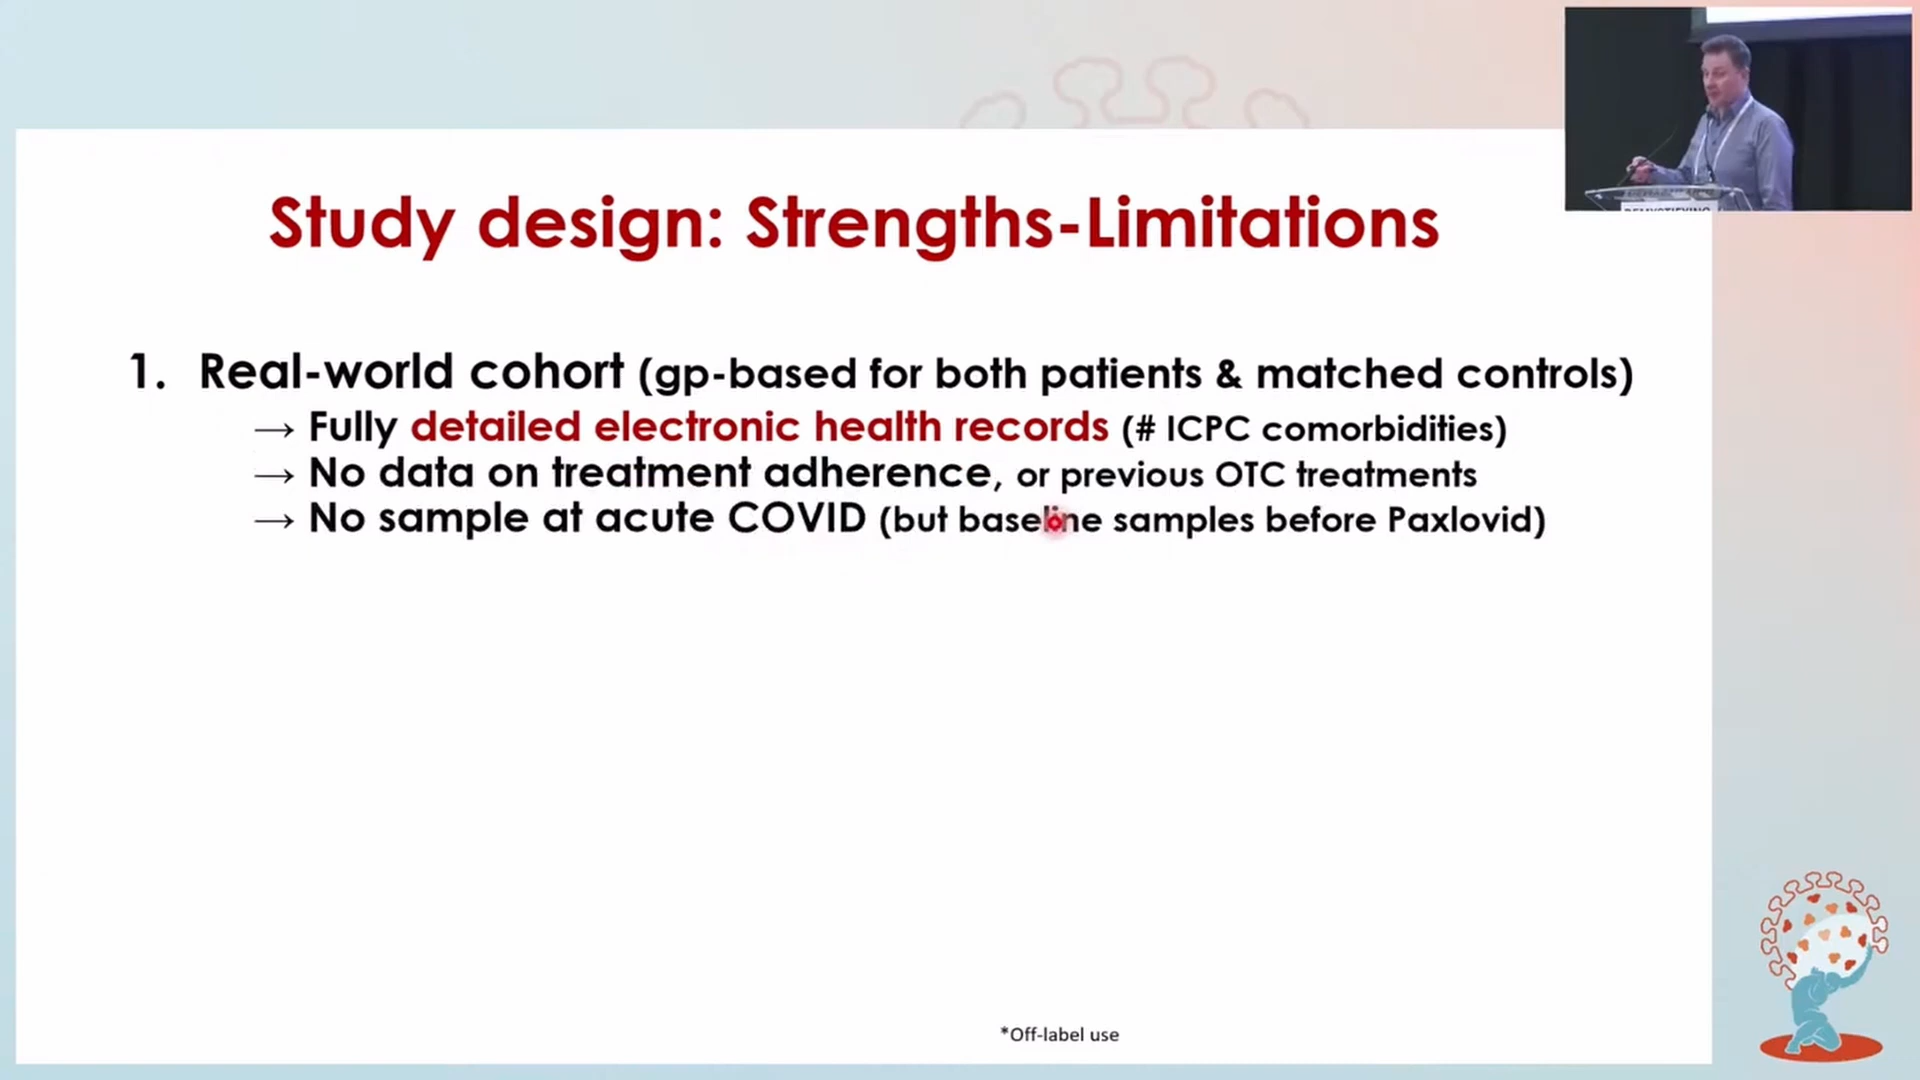 Study design: Strengths-Limitations
1. Real-world cohort (gp-based for both patients & matched controls)
→ Fully detailed electronic health records (# ICPC comorbidities)
→ No data on treatment adherence, or previous OTC treatments
→ No sample at acute COVID (but baseline samples before Paxlovid)
*Off-label use
DEMYSTIFYING